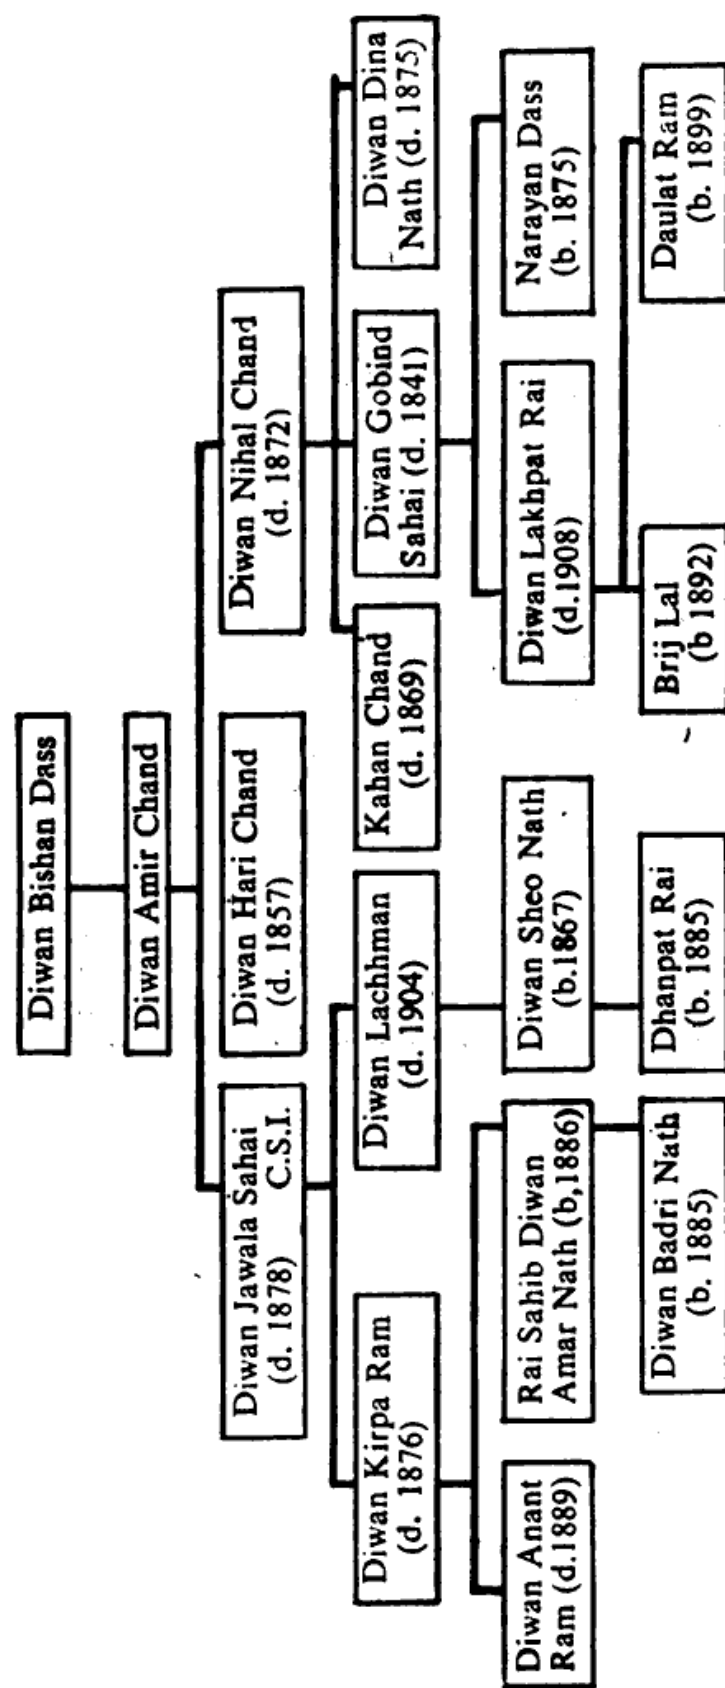 Diwan Bishan Dass
Diwan Amir Chand
Diwan Jawala Sahai
(d. 1878) C.S.I.
Diwan Hari Chand
(d. 1857)
Diwan Nihal Chand
(d. 1872)
Diwan Kirpa Ram
(d. 1876)
Diwan Lachhman
(d. 1904)
Kahan Chand
(d. 1869)
Diwan Gobind
Sahai (d. 1841)
Diwan Dina
Nath (d. 1875)
Diwan Anant
Ram (d.1889)
Rai Sahib Diwan
Amar Nath (b,1886)
Diwan Sheo Nath
(b.1867)
Diwan Lakhpat Rai
(d.1908)
Narayan Dass
(b. 1875)
Diwan Badri Nath
(b. 1885)
Dhanpat Rai
(b. 1885)
Brij Lal
(b 1892)
Daulat Ram
(b. 1899)